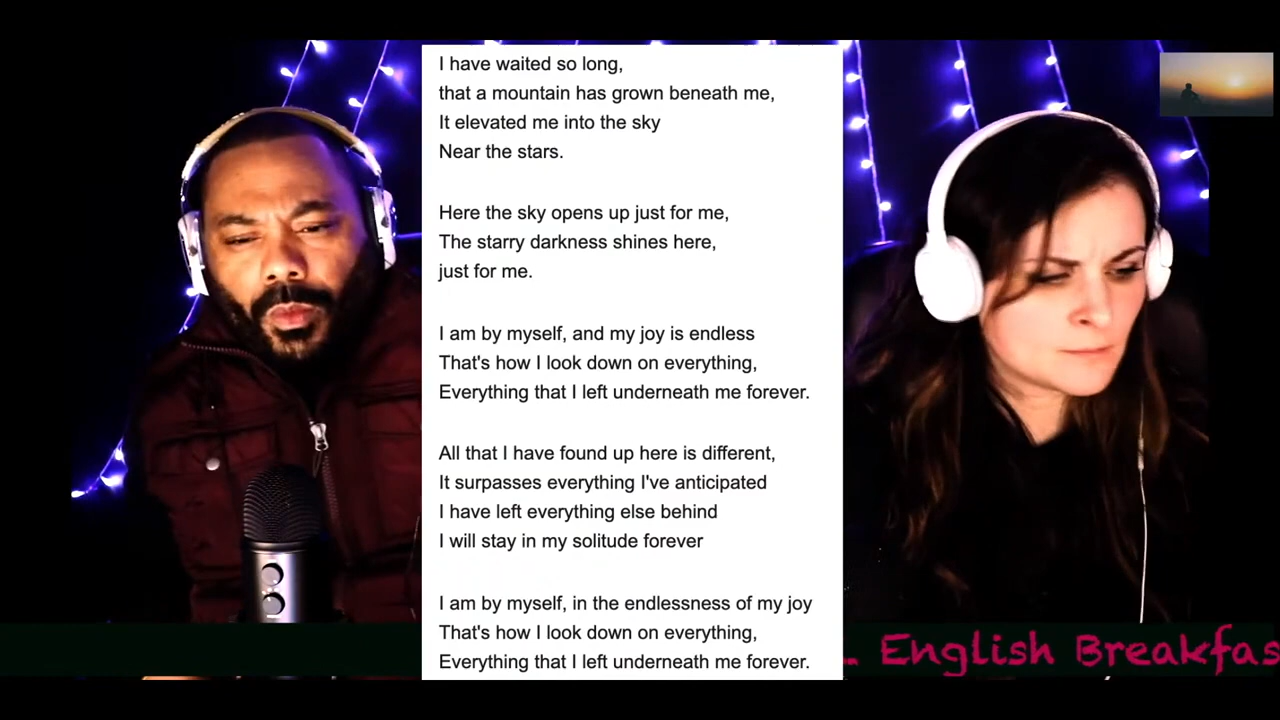 I have waited so long,
that a mountain has grown beneath me,
It elevated me into the sky
Near the stars.
Here the sky opens up just for me,
The starry darkness shines here,
just for me.
I am by myself, and my joy is endless
That's how I look down on everything,
Everything that I left underneath me forever.
All that I have found up here is different,
It surpasses everything I've anticipated
I have left everything else behind
I will stay in my solitude forever
I am by myself, in the endlessness of my joy
That's how I look down on everything,
Everything that I left underneath me forever.
English Breakfas